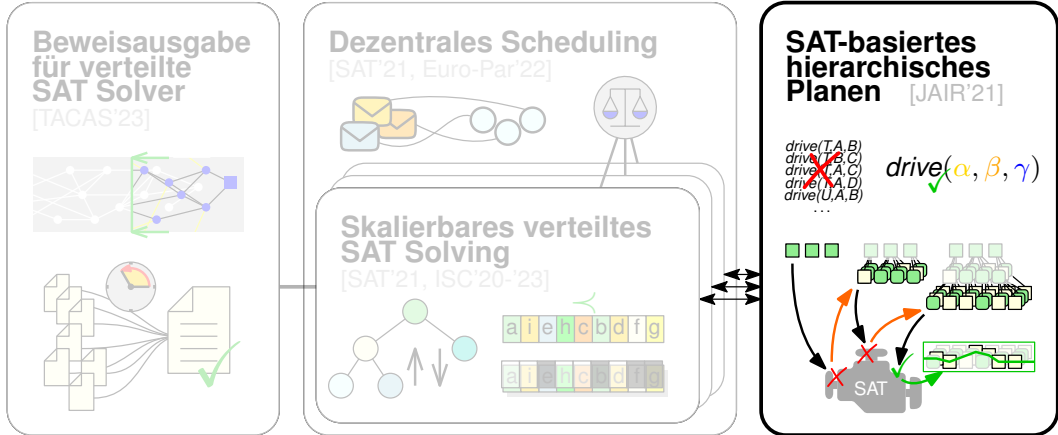 Beweisausgabe
für verteilte
SAT Solver
[TACAS'23]
Dezentrales Scheduling
[SAT'21, Euro-Par'22]
Skalierbares verteiltes
SAT Solving
[SAT'21, ISC'20-'23]
a i e h c b d f g
a i e h c b d f g
SAT-basiertes
hierarchisches
Planen [JAIR'21]
drive(T,A,B)
drive(T,B,C)
drive(T,A,C)
drive(T,A,D)
drive(U,A,B)
...
drive(α, β, γ)
SAT